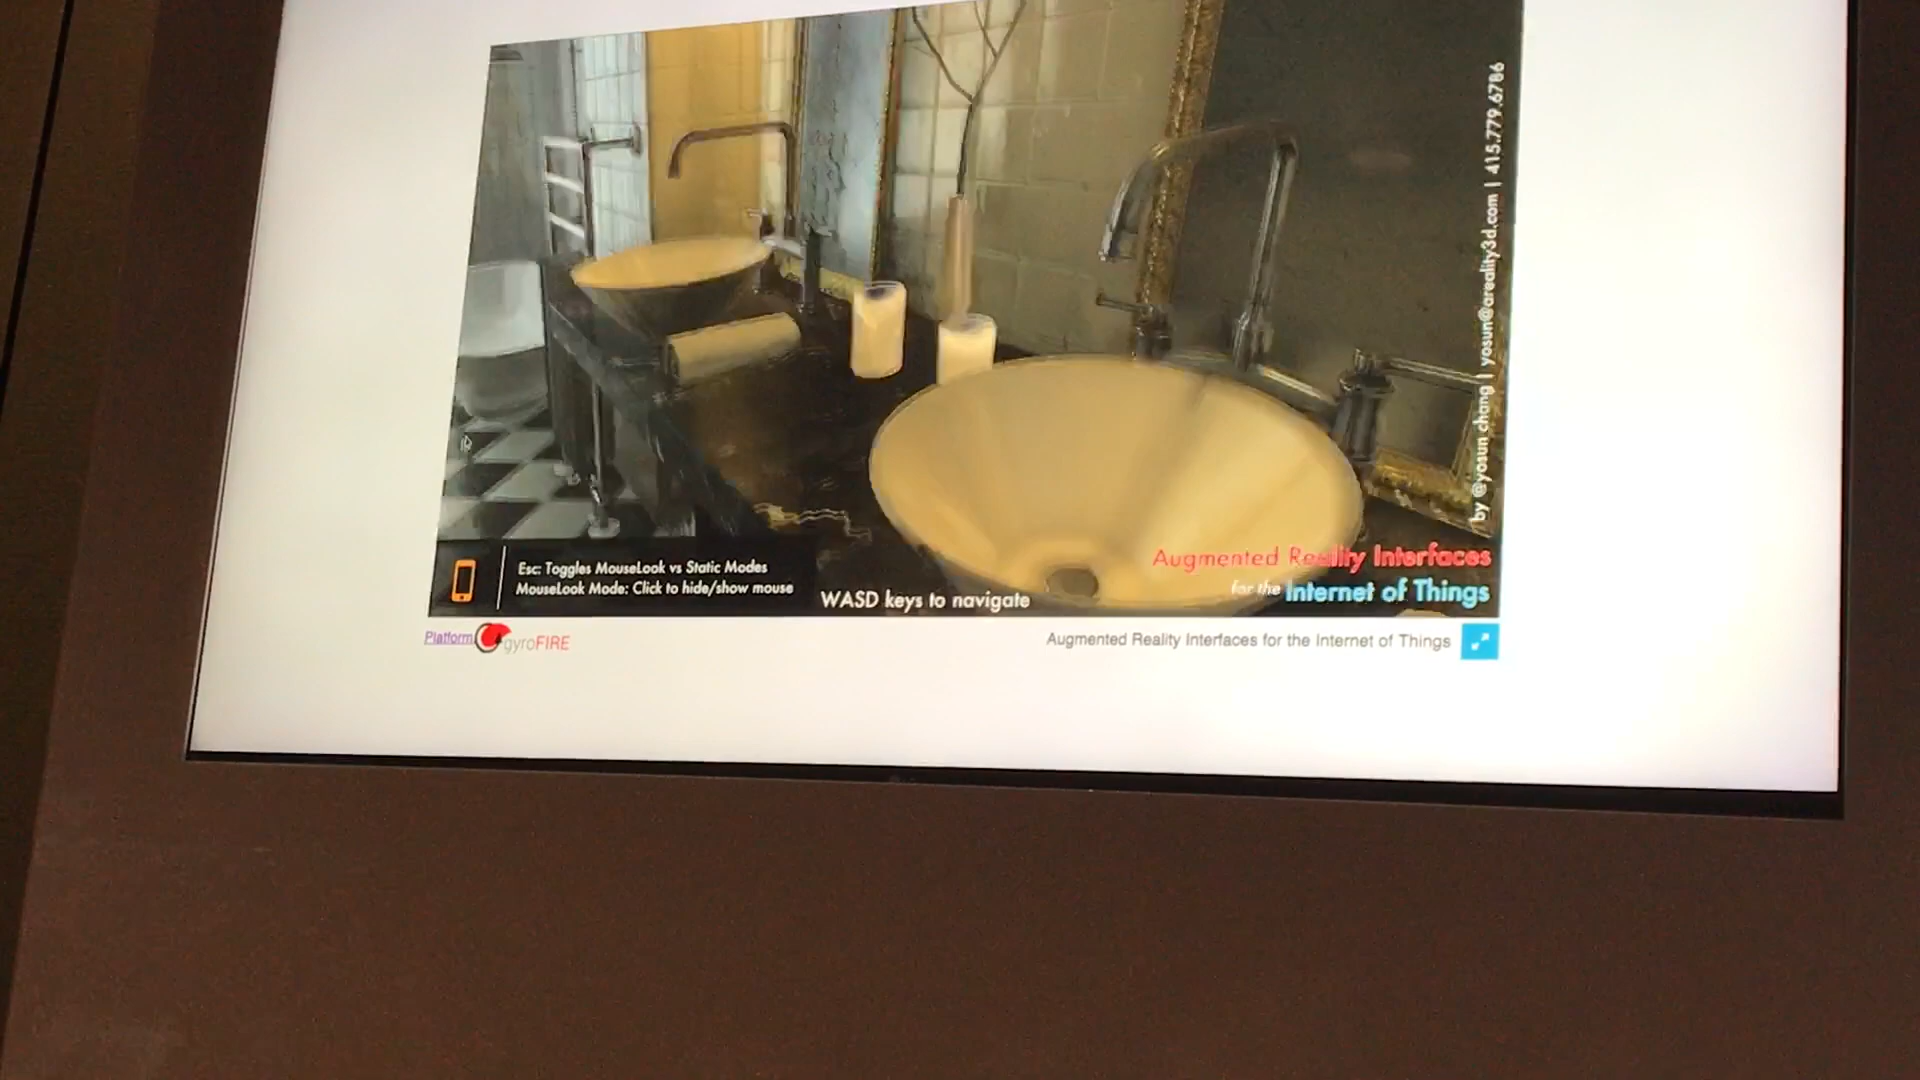 by @yosun chang | yosun@areality3d.com | 415.779.6786
Esc: Toggles MouseLook vs Static Modes
MouseLook Mode: Click to hide/show mouse
WASD keys to navigate
Augmented Reality Interfaces
for the Internet of Things
Platform gyroFIRE
Augmented Reality Interfaces for the Internet of Things